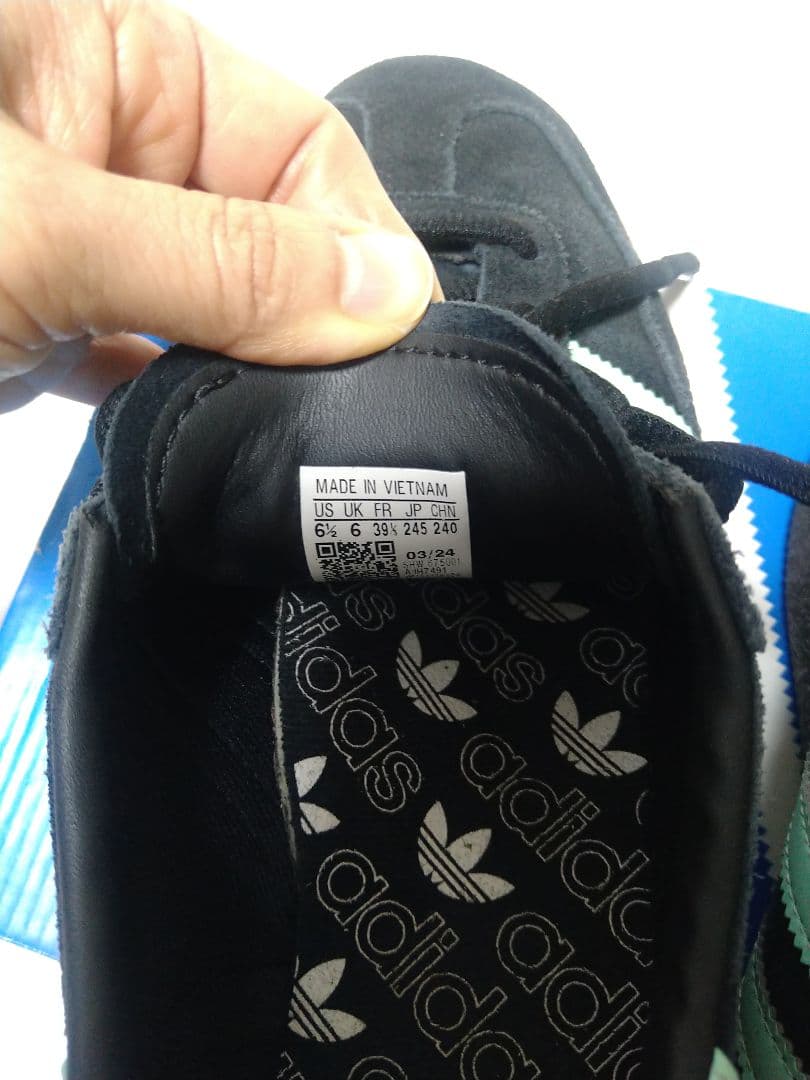 MADE IN VIETNAM
US UK FR JP CHN
6½ 6 39⅓ 245 240
03/24
adidas
adidas
adidas
adidas
adidas